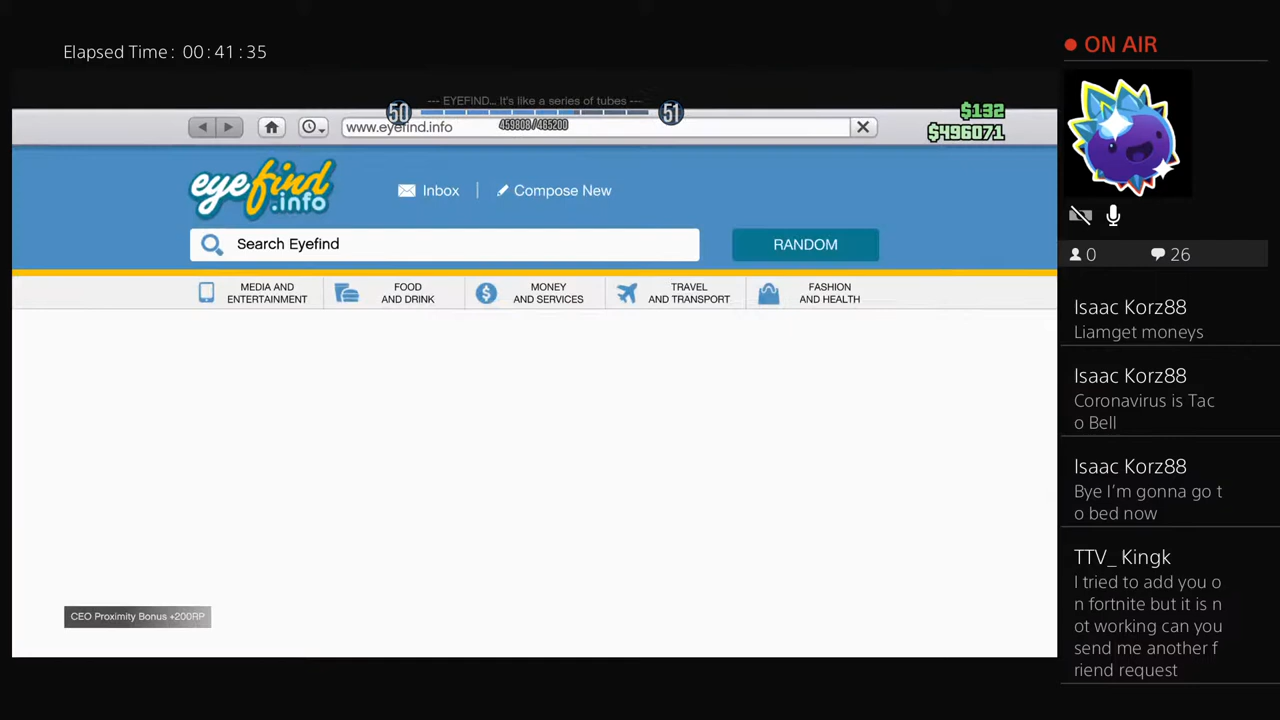 Elapsed Time: 00:41:35
ON AIR
--- EYEFIND... It's like a series of tubes ---
50
51
www.eyefind.info
459808/465200
$132
$496071
eyefind
.info
Inbox
Compose New
Search Eyefind
RANDOM
MEDIA AND
ENTERTAINMENT
FOOD
AND DRINK
MONEY
AND SERVICES
TRAVEL
AND TRANSPORT
FASHION
AND HEALTH
CEO Proximity Bonus +200RP
0
26
Isaac Korz88
Liamget moneys
Isaac Korz88
Coronavirus is Tac
o Bell
Isaac Korz88
Bye I’m gonna go t
o bed now
TTV_ Kingk
I tried to add you o
n fortnite but it is n
ot working can you
send me another f
riend request